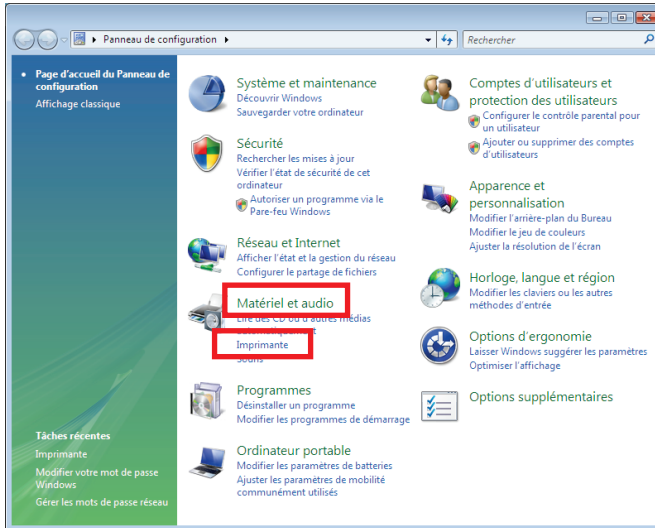 Panneau de configuration
Rechercher
Page d'accueil du Panneau de
configuration
Affichage classique
Tâches récentes
Imprimante
Modifier votre mot de passe
Windows
Gérer les mots de passe réseau
Système et maintenance
Découvrir Windows
Sauvegarder votre ordinateur
Sécurité
Rechercher les mises à jour
Vérifier l'état de sécurité de cet
ordinateur
Autoriser un programme via le
Pare-feu Windows
Réseau et Internet
Afficher l'état et la gestion du réseau
Configurer le partage de fichiers
Matériel et audio
Lire des CD ou d'autres médias
automatiquement
Imprimante
Souris
Programmes
Désinstaller un programme
Modifier les programmes de démarrage
Ordinateur portable
Modifier les paramètres de batteries
Ajuster les paramètres de mobilité
communément utilisés
Comptes d'utilisateurs et
protection des utilisateurs
Configurer le contrôle parental pour
un utilisateur
Ajouter ou supprimer des comptes
d'utilisateurs
Apparence et
personnalisation
Modifier l'arrière-plan du Bureau
Modifier le jeu de couleurs
Ajuster la résolution de l'écran
Horloge, langue et région
Modifier les claviers ou les autres
méthodes d'entrée
Options d'ergonomie
Laisser Windows suggérer les paramètres
Optimiser l'affichage
Options supplémentaires